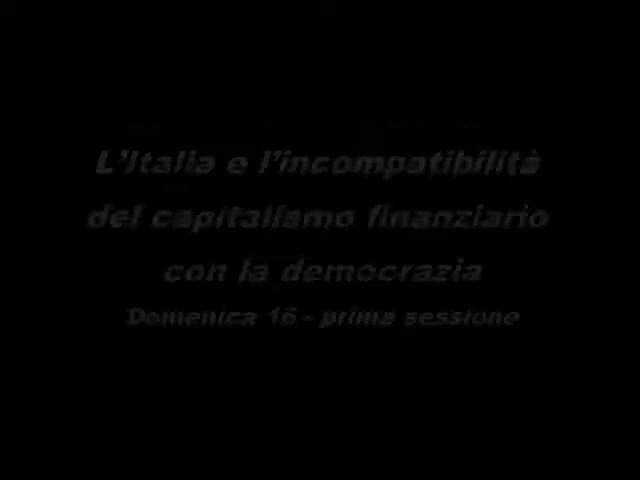 L'Italia e l'incompatibilità
del capitalismo finanziario
con la democrazia
Domenica 16 - prima sessione